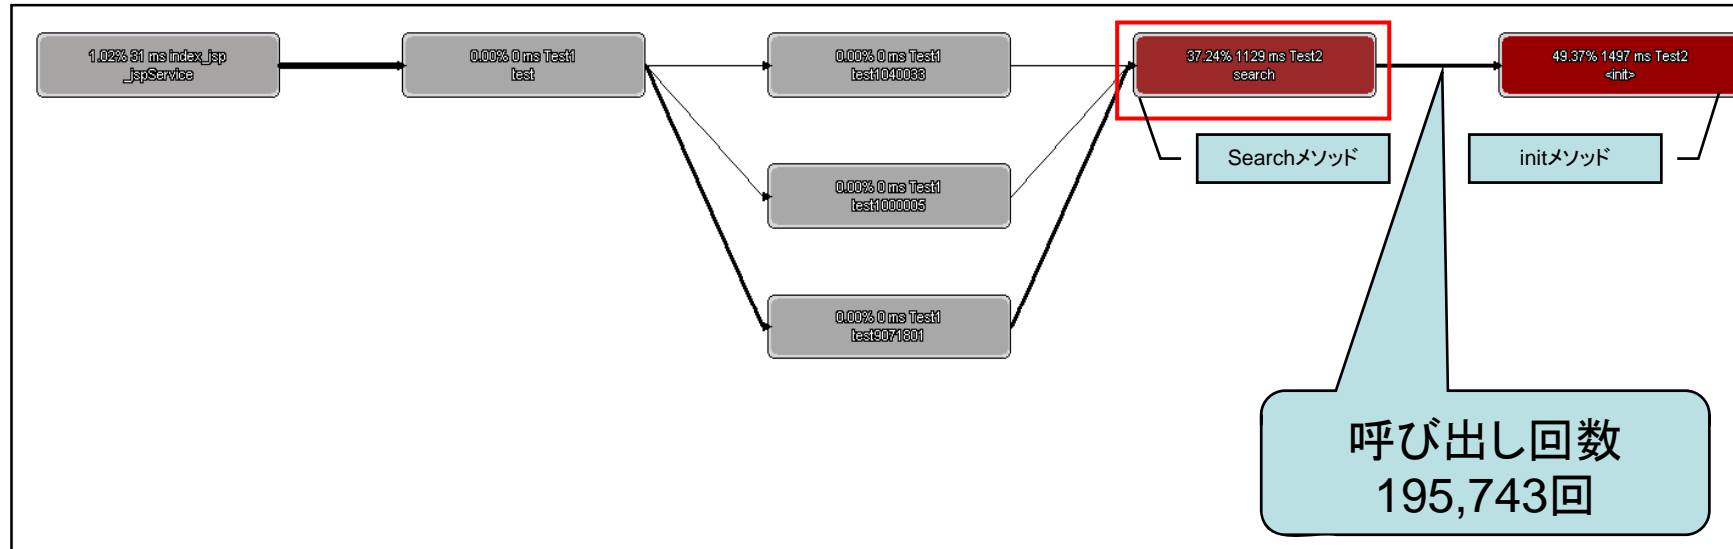 1.02% 31 ms index_jsp
_jspService
0.00% 0 ms Test1
test
0.00% 0 ms Test1
test1040033
37.24% 1129 ms Test2
search
49.37% 1497 ms Test2
<init>
Searchメソッド
initメソッド
0.00% 0 ms Test1
test1000005
0.00% 0 ms Test1
test9071801
呼び出し回数
195,743回